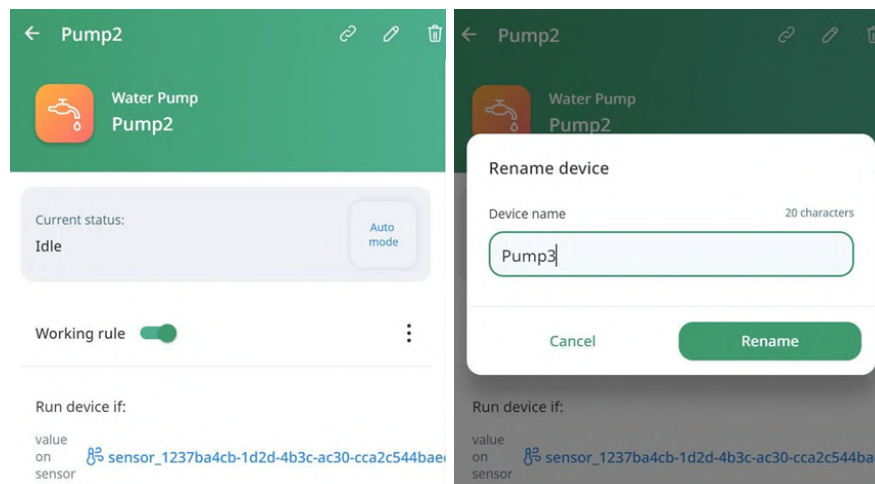 Pump2
Water Pump
Pump2
Current status:
Idle
Auto
mode
Working rule
Run device if:
value
on
sensor
sensor_1237ba4cb-1d2d-4b3c-ac30-cca2c544baec
Pump2
Water Pump
Pump2
Rename device
Device name
20 characters
Pump3
Cancel
Rename
Run device if:
value
on
sensor
sensor_1237ba4cb-1d2d-4b3c-ac30-cca2c544ba